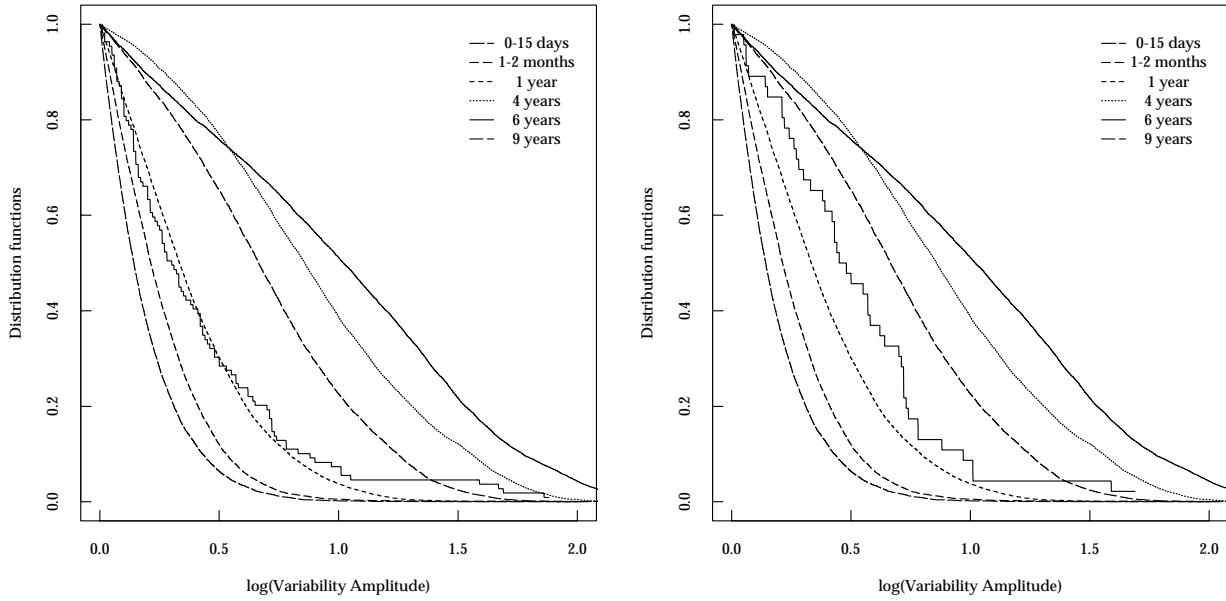 1.0
0.8
0.6
0.4
0.2
0.0
Distribution functions
0-15 days
1-2 months
1 year
4 years
6 years
9 years
0.0 0.5 1.0 1.5 2.0
log(Variability Amplitude)
1.0
0.8
0.6
0.4
0.2
0.0
Distribution functions
0-15 days
1-2 months
1 year
4 years
6 years
9 years
0.0 0.5 1.0 1.5 2.0
log(Variability Amplitude)